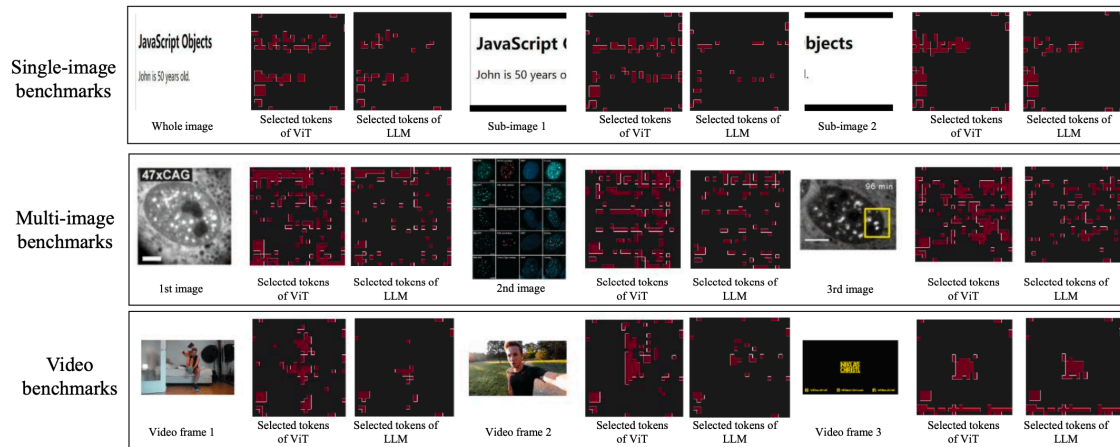 Single-image
benchmarks
JavaScript Objects
John is 50 years old.
Whole image
Selected tokens
of ViT
Selected tokens of
LLM
JavaScript (
John is 50 years o
Sub-image 1
Selected tokens
of ViT
Selected tokens of
LLM
bjects
l.
Sub-image 2
Selected tokens
of ViT
Selected tokens of
LLM
Multi-image
benchmarks
47xCAG
1st image
Selected tokens
of ViT
Selected tokens of
LLM
2nd image
Selected tokens
of ViT
Selected tokens of
LLM
96 min
3rd image
Selected tokens
of ViT
Selected tokens of
LLM
Video
benchmarks
Video frame 1
Selected tokens
of ViT
Selected tokens of
LLM
Video frame 2
Selected tokens
of ViT
Selected tokens of
LLM
Video frame 3
Selected tokens
of ViT
Selected tokens of
LLM